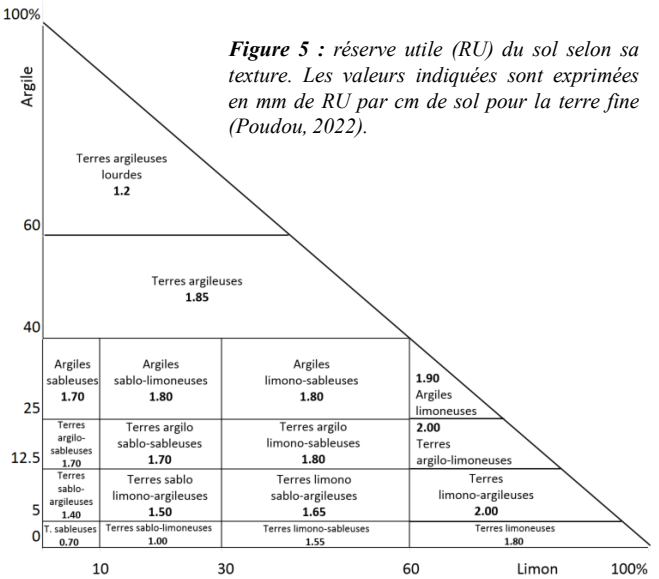 100%
Argile
Figure 5 : réserve utile (RU) du sol selon sa
texture. Les valeurs indiquées sont exprimées
en mm de RU par cm de sol pour la terre fine
(Poudou, 2022).
Terres argileuses
lourdes
1.2
60
Terres argileuses
1.85
40
Argiles
sableuses
1.70
Argiles
sablo-limoneuses
1.80
Argiles
limono-sableuses
1.80
1.90
Argiles
limoneuses
25
Terres
argilo-
sableuses
1.70
Terres argilo
sablo-sableuses
1.70
Terres argilo
limono-sableuses
1.80
2.00
Terres
argilo-limoneuses
12.5
Terres
sablo-
argileuses
1.40
Terres sablo
limono-argileuses
1.50
Terres limono
sablo-argileuses
1.65
Terres
limono-argileuses
2.00
5
T. sableuses
0.70
Terres sablo-limoneuses
1.00
Terres limono-sableuses
1.55
Terres limoneuses
1.80
0
10
30
60
Limon
100%